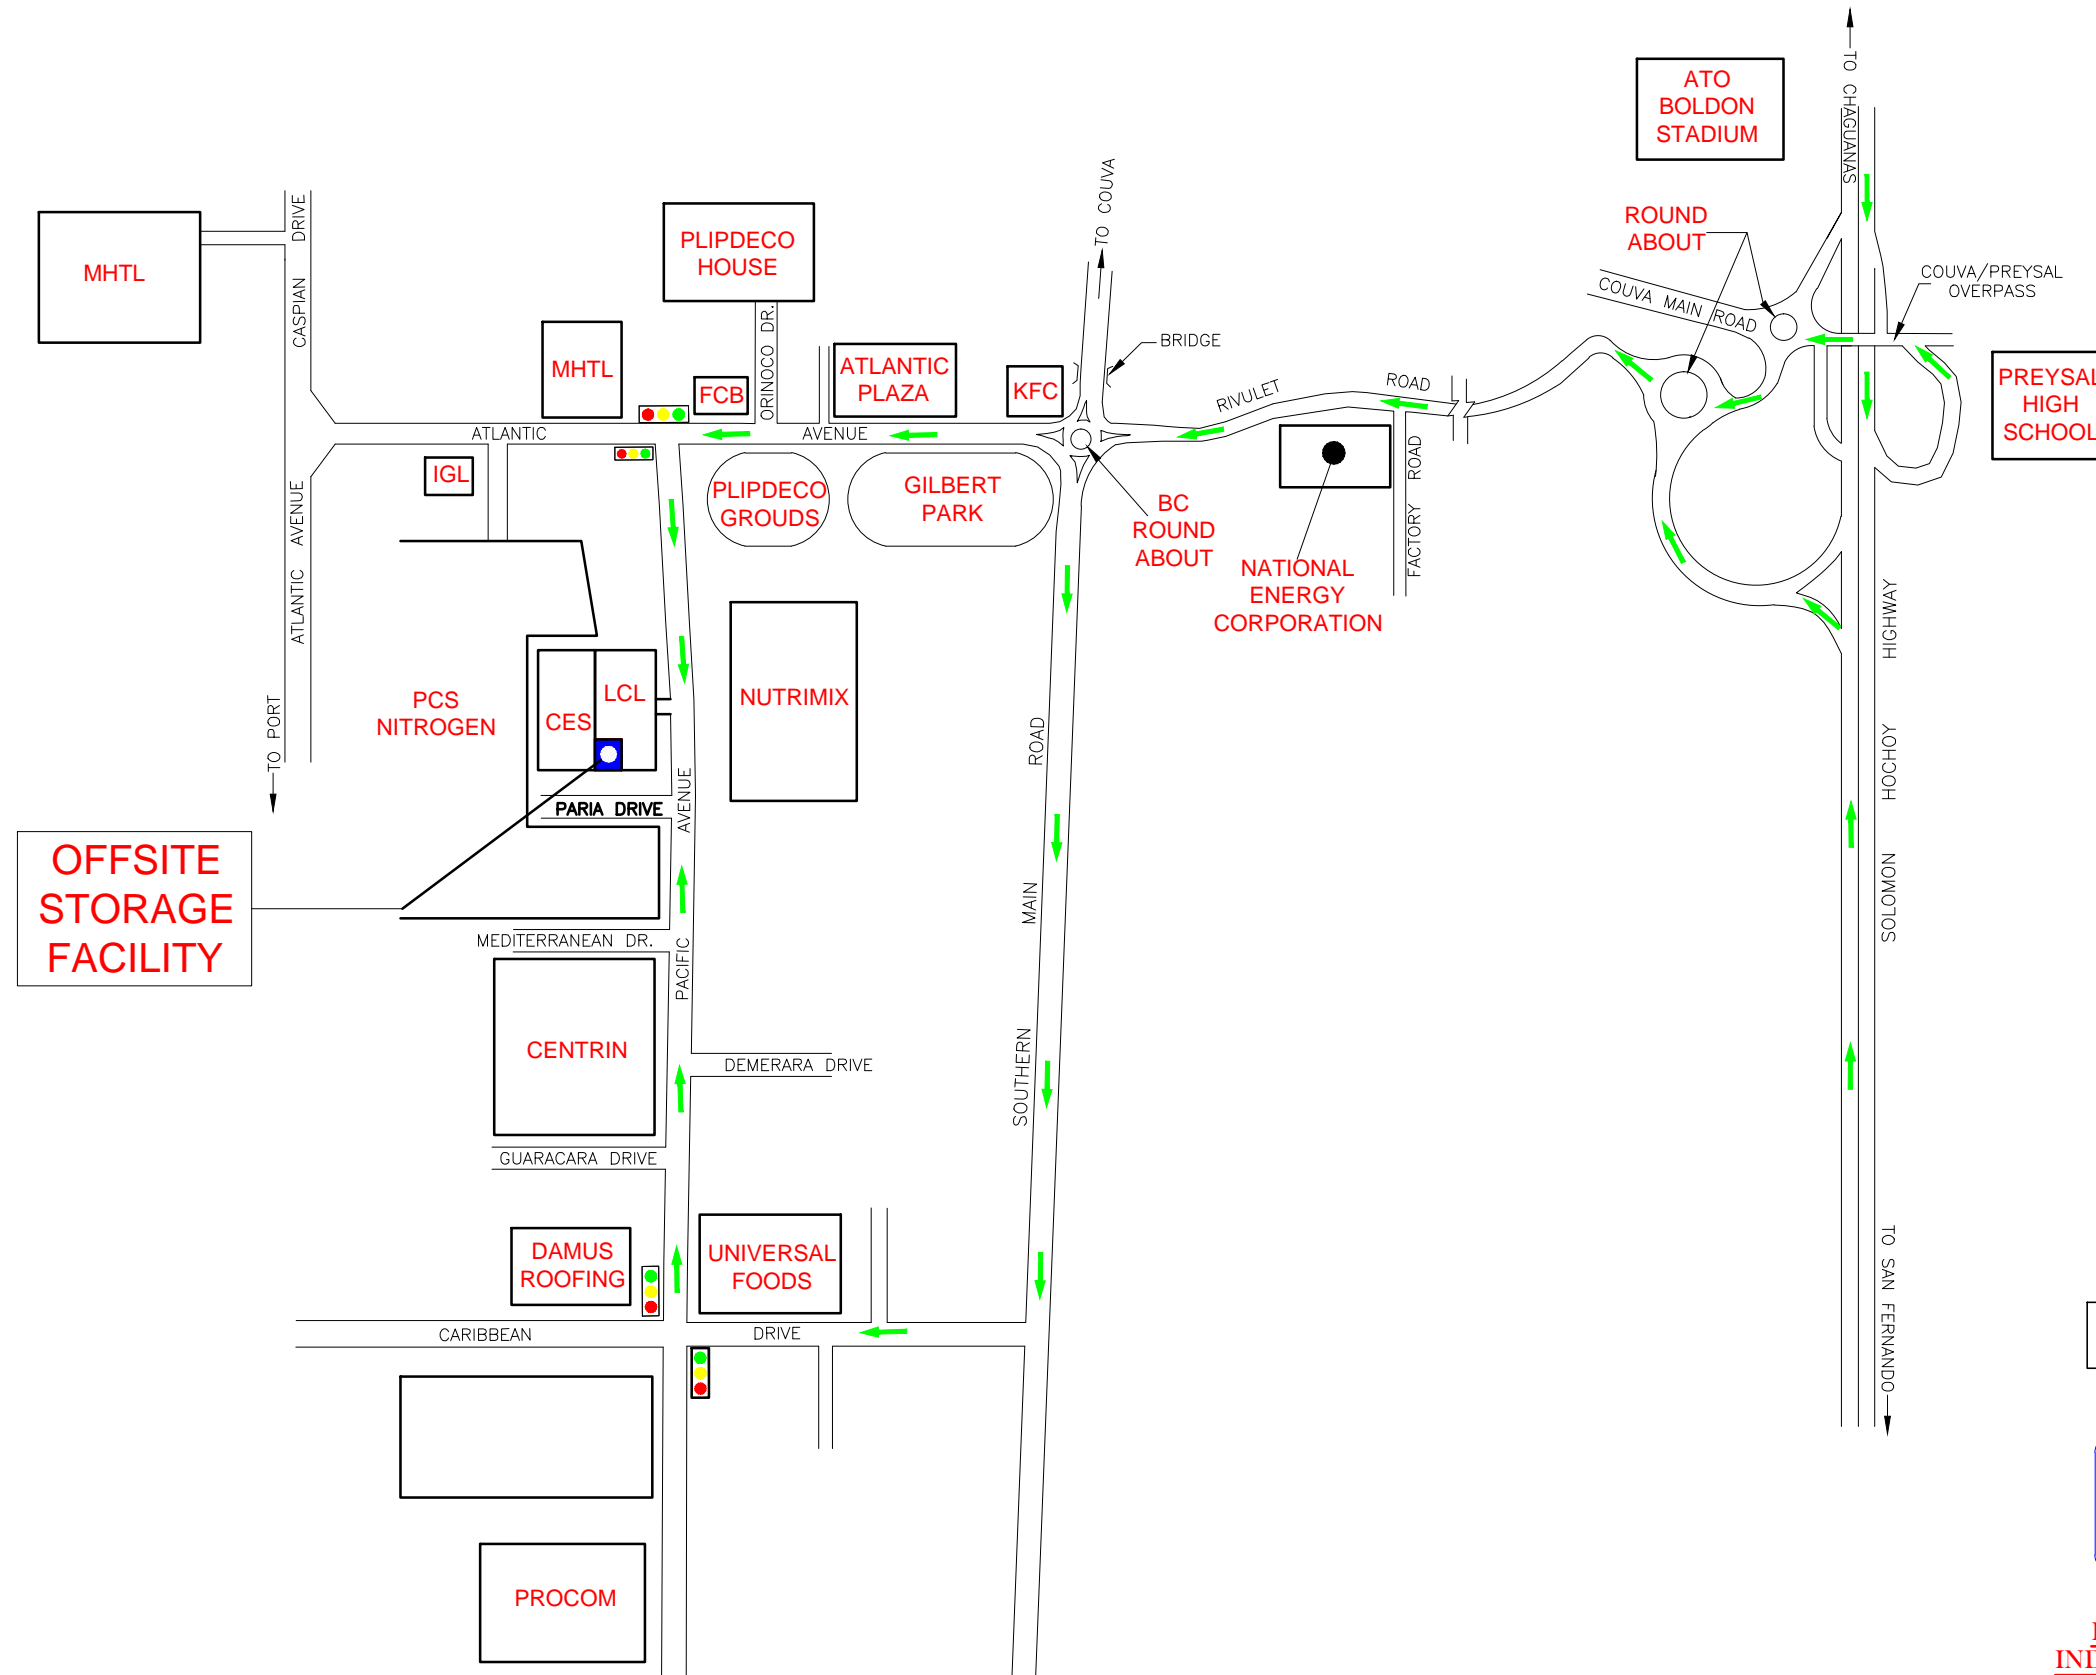 TO CHAGUANAS
ATO
BOLDON
STADIUM
ROUND
ABOUT
COUVA/PREYSAL
OVERPASS
COUVA MAIN ROAD
PREYSAL
HIGH
SCHOOL
TO COUVA
BRIDGE
RIVULET ROAD
FACTORY ROAD
NATIONAL
ENERGY
CORPORATION
BC
ROUND
ABOUT
KFC
ATLANTIC
PLAZA
PLIPDECO
HOUSE
ORINOCO DR.
FCB
MHTL
MHTL
CASPIAN DRIVE
ATLANTIC AVENUE
IGL
PLIPDECO
GROUDS
GILBERT
PARK
ATLANTIC AVENUE
TO PORT
PCS
NITROGEN
CES
LCL
NUTRIMIX
PARIA DRIVE
PACIFIC AVENUE
OFFSITE
STORAGE
FACILITY
MEDITERRANEAN DR.
CENTRIN
DEMERARA DRIVE
GUARACARA DRIVE
SOUTHERN MAIN ROAD
SOLOMON HOCHOY HIGHWAY
TO SAN FERNANDO
DAMUS
ROOFING
UNIVERSAL
FOODS
CARIBBEAN DRIVE
PROCOM